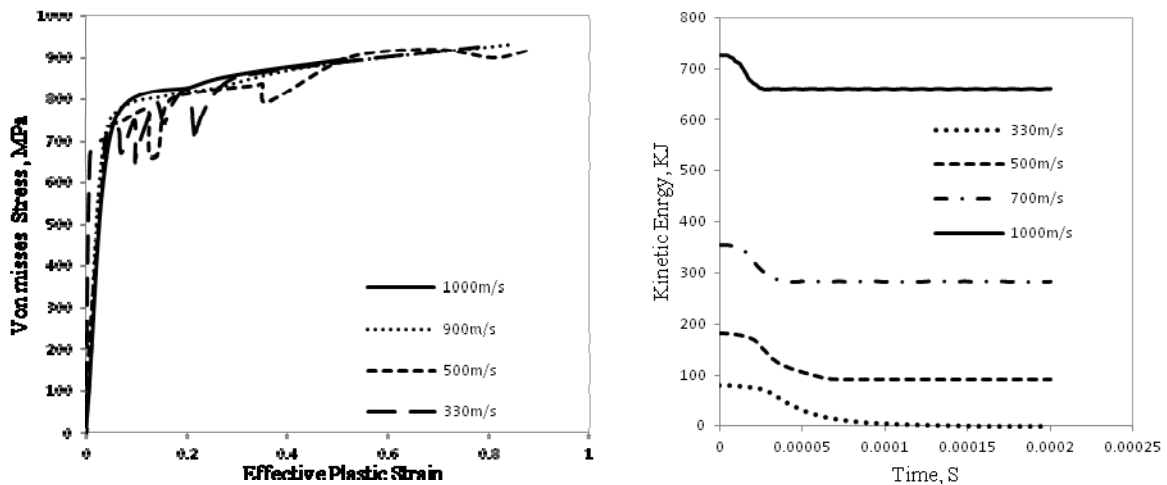 Von misses Stress, MPa
1000
900
800
700
600
500
400
300
200
100
0
1000m/s
900m/s
500m/s
330m/s
0 0.2 0.4 0.6 0.8 1
Effective Plastic Strain
Kinetic Enrgy, KJ
800
700
600
500
400
300
200
100
0
330m/s
500m/s
700m/s
1000m/s
0 0.00005 0.0001 0.00015 0.0002 0.00025
Time, S